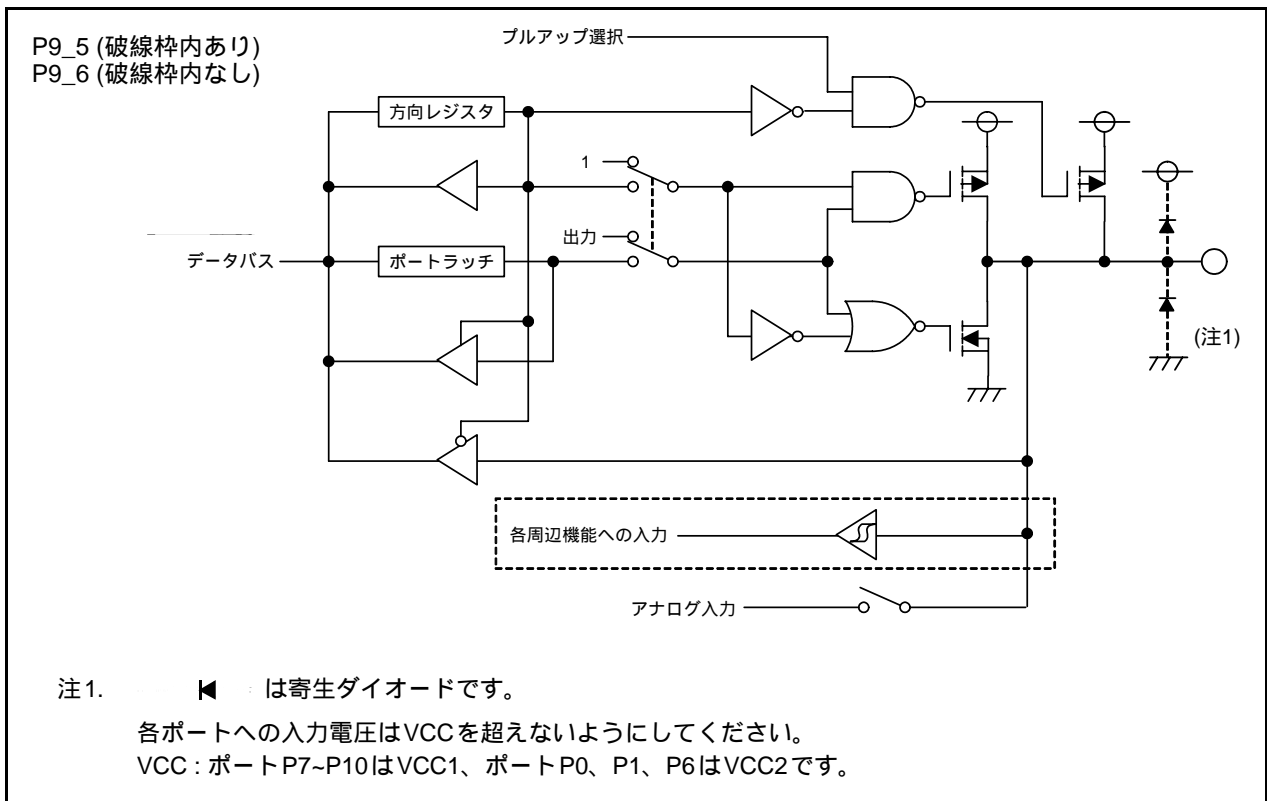 P9_5 (破線枠内あり)
P9_6 (破線枠内なし)
プルアップ選択
方向レジスタ
1
出力
データバス
ポートラッチ
(注1)
各周辺機能への入力
アナログ入力
注1. は寄生ダイオードです。
各ポートへの入力電圧はVCCを超えないようにしてください。
VCC : ポートP7~P10はVCC1、ポートP0、P1、P6はVCC2です。